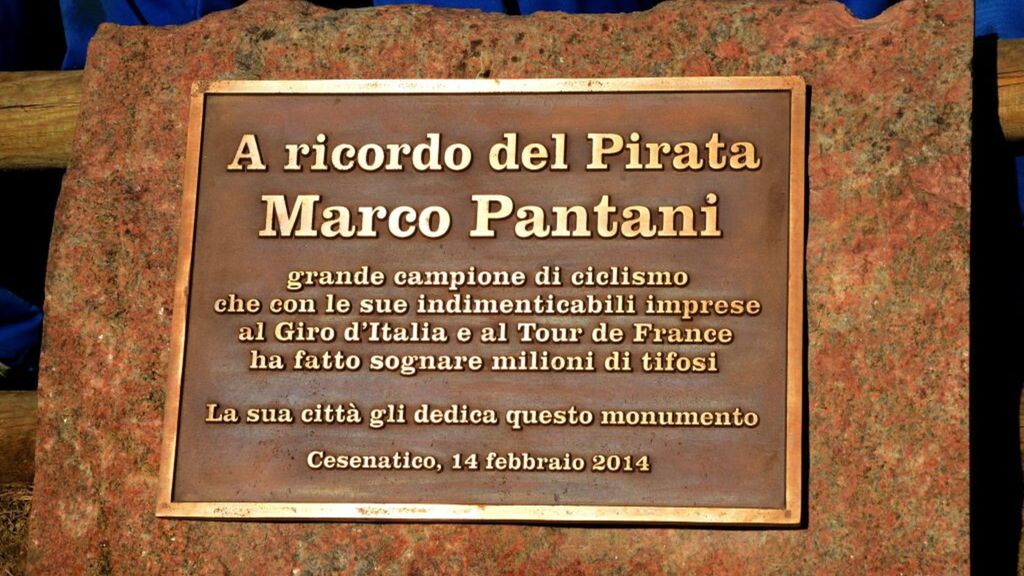 A ricordo del Pirata
Marco Pantani
grande campione di ciclismo
che con le sue indimenticabili imprese
al Giro d'Italia e al Tour de France
ha fatto sognare milioni di tifosi
La sua città gli dedica questo monumento
Cesenatico, 14 febbraio 2014